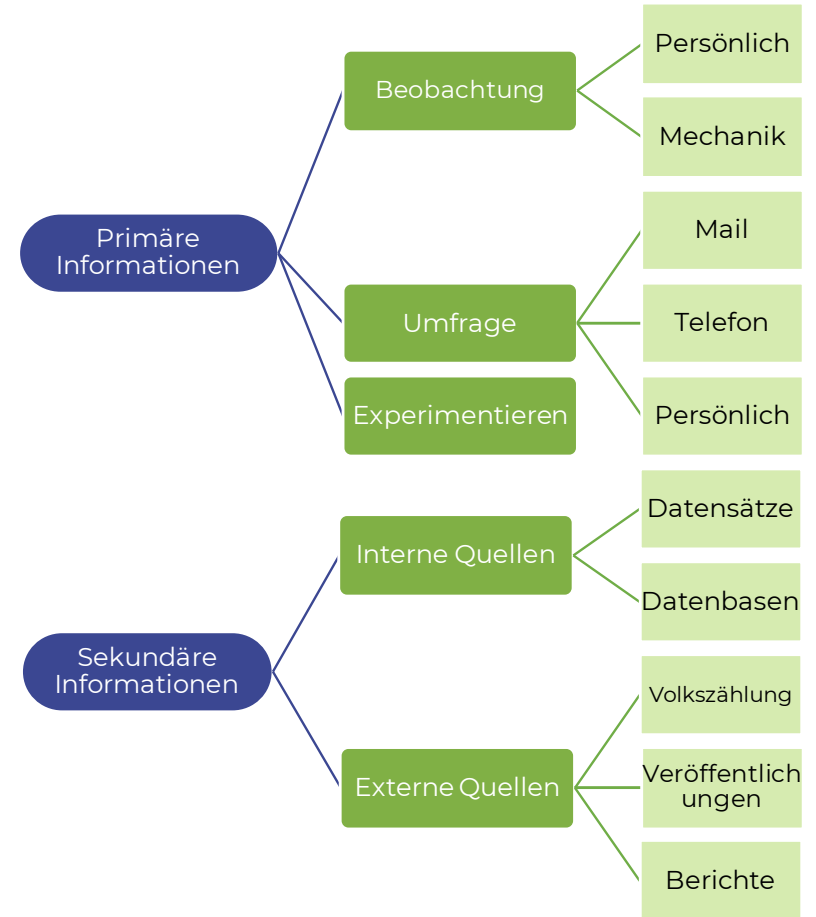 Primäre
Informationen
Beobachtung
Persönlich
Mechanik
Umfrage
Mail
Telefon
Persönlich
Experimentieren
Sekundäre
Informationen
Interne Quellen
Datensätze
Datenbasen
Externe Quellen
Volkszählung
Veröffentlich
ungen
Berichte